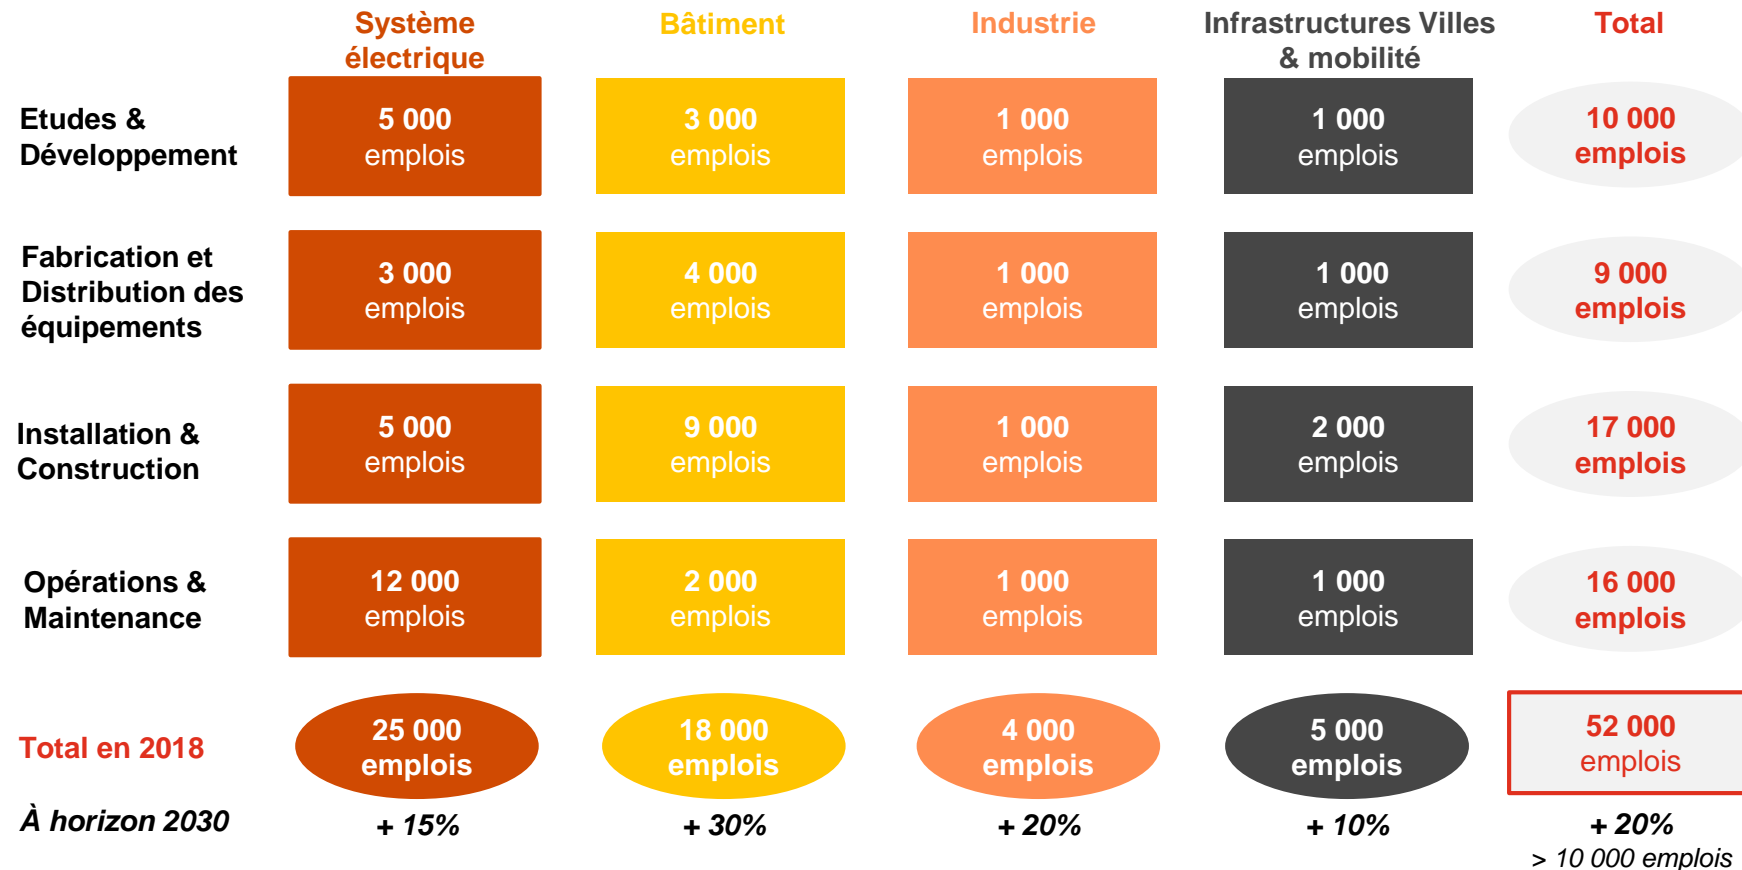 Système
électrique
Bâtiment
Industrie
Infrastructures Villes
& mobilité
Total
Etudes &
Développement
5 000
emplois
3 000
emplois
1 000
emplois
1 000
emplois
10 000
emplois
Fabrication et
Distribution des
équipements
3 000
emplois
4 000
emplois
1 000
emplois
1 000
emplois
9 000
emplois
Installation &
Construction
5 000
emplois
9 000
emplois
1 000
emplois
2 000
emplois
17 000
emplois
Opérations &
Maintenance
12 000
emplois
2 000
emplois
1 000
emplois
1 000
emplois
16 000
emplois
Total en 2018
25 000
emplois
18 000
emplois
4 000
emplois
5 000
emplois
52 000
emplois
À horizon 2030
+ 15%
+ 30%
+ 20%
+ 10%
+ 20%
> 10 000 emplois